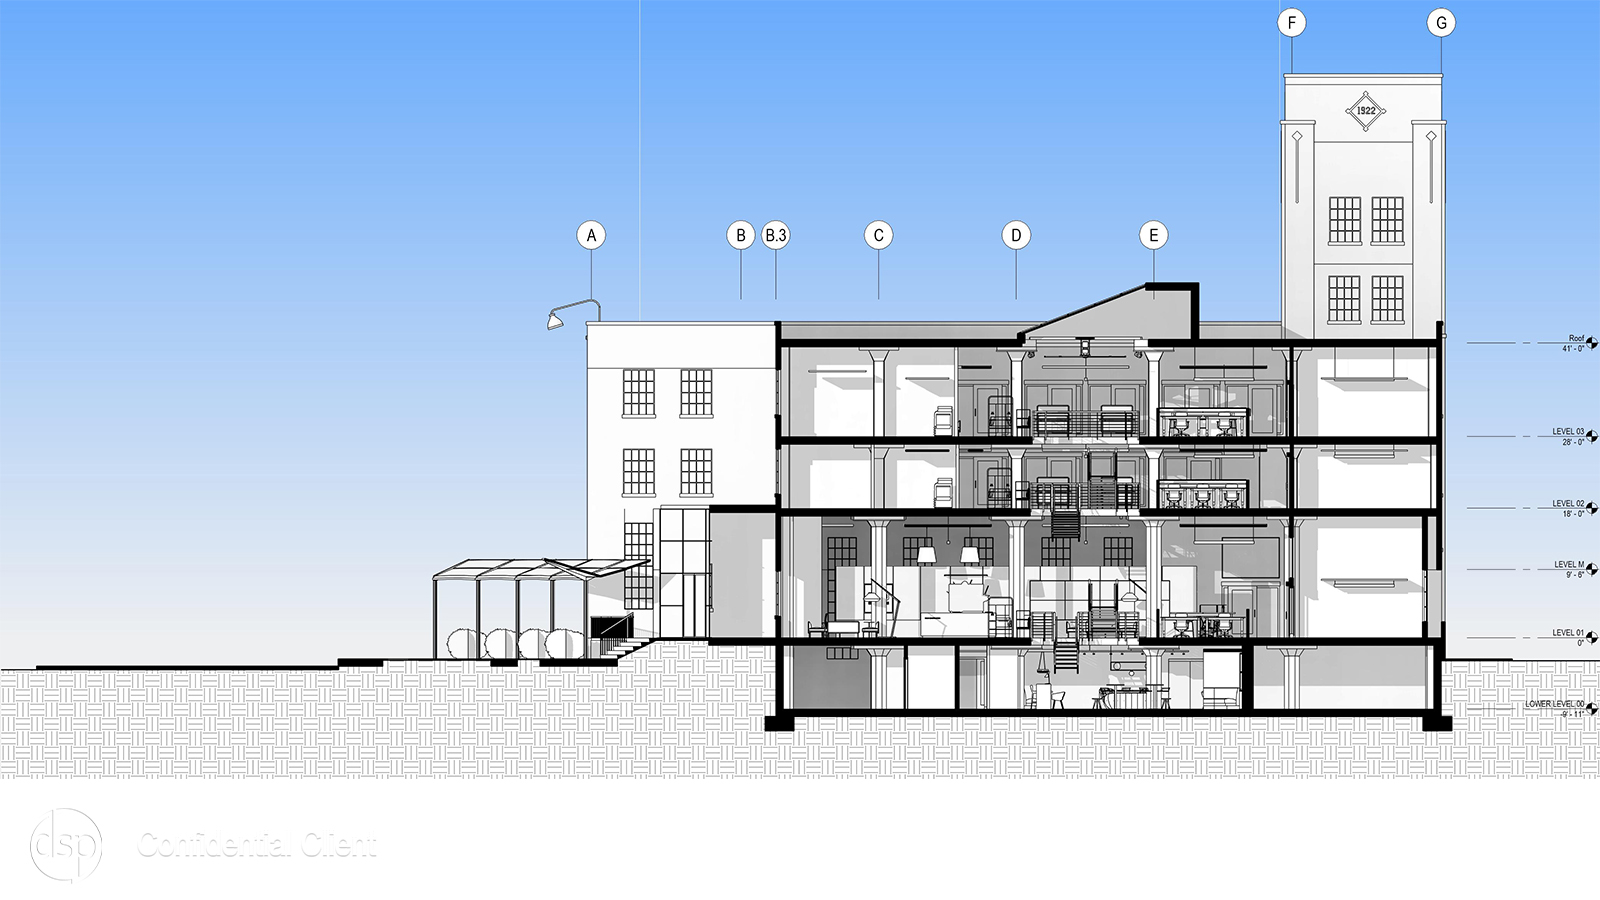 F G
1922
A B B.3 C D E
Roof
41' - 0"
LEVEL 03
28' - 0"
LEVEL 02
18' - 0"
LEVEL M
9' - 6"
LEVEL 01
0"
LOWER LEVEL 00
-9' - 11"
dsp Confidential Client